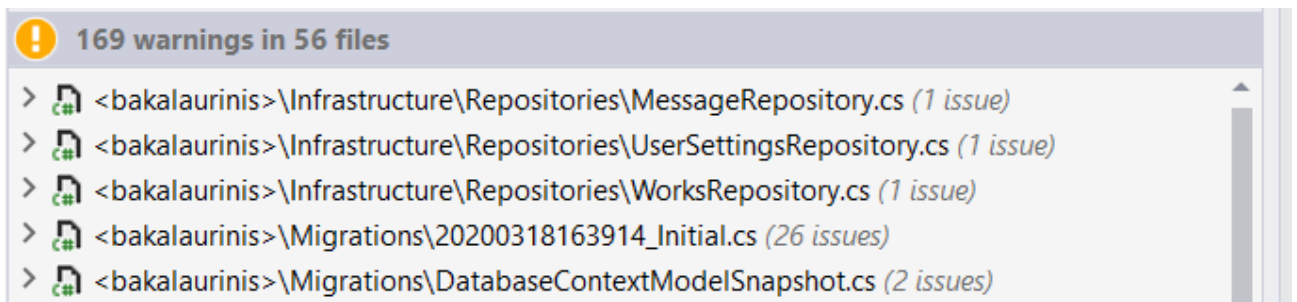 169 warnings in 56 files
<bakalaurinis>\Infrastructure\Repositories\MessageRepository.cs (1 issue)
<bakalaurinis>\Infrastructure\Repositories\UserSettingsRepository.cs (1 issue)
<bakalaurinis>\Infrastructure\Repositories\WorksRepository.cs (1 issue)
<bakalaurinis>\Migrations\20200318163914_Initial.cs (26 issues)
<bakalaurinis>\Migrations\DatabaseContextModelSnapshot.cs (2 issues)